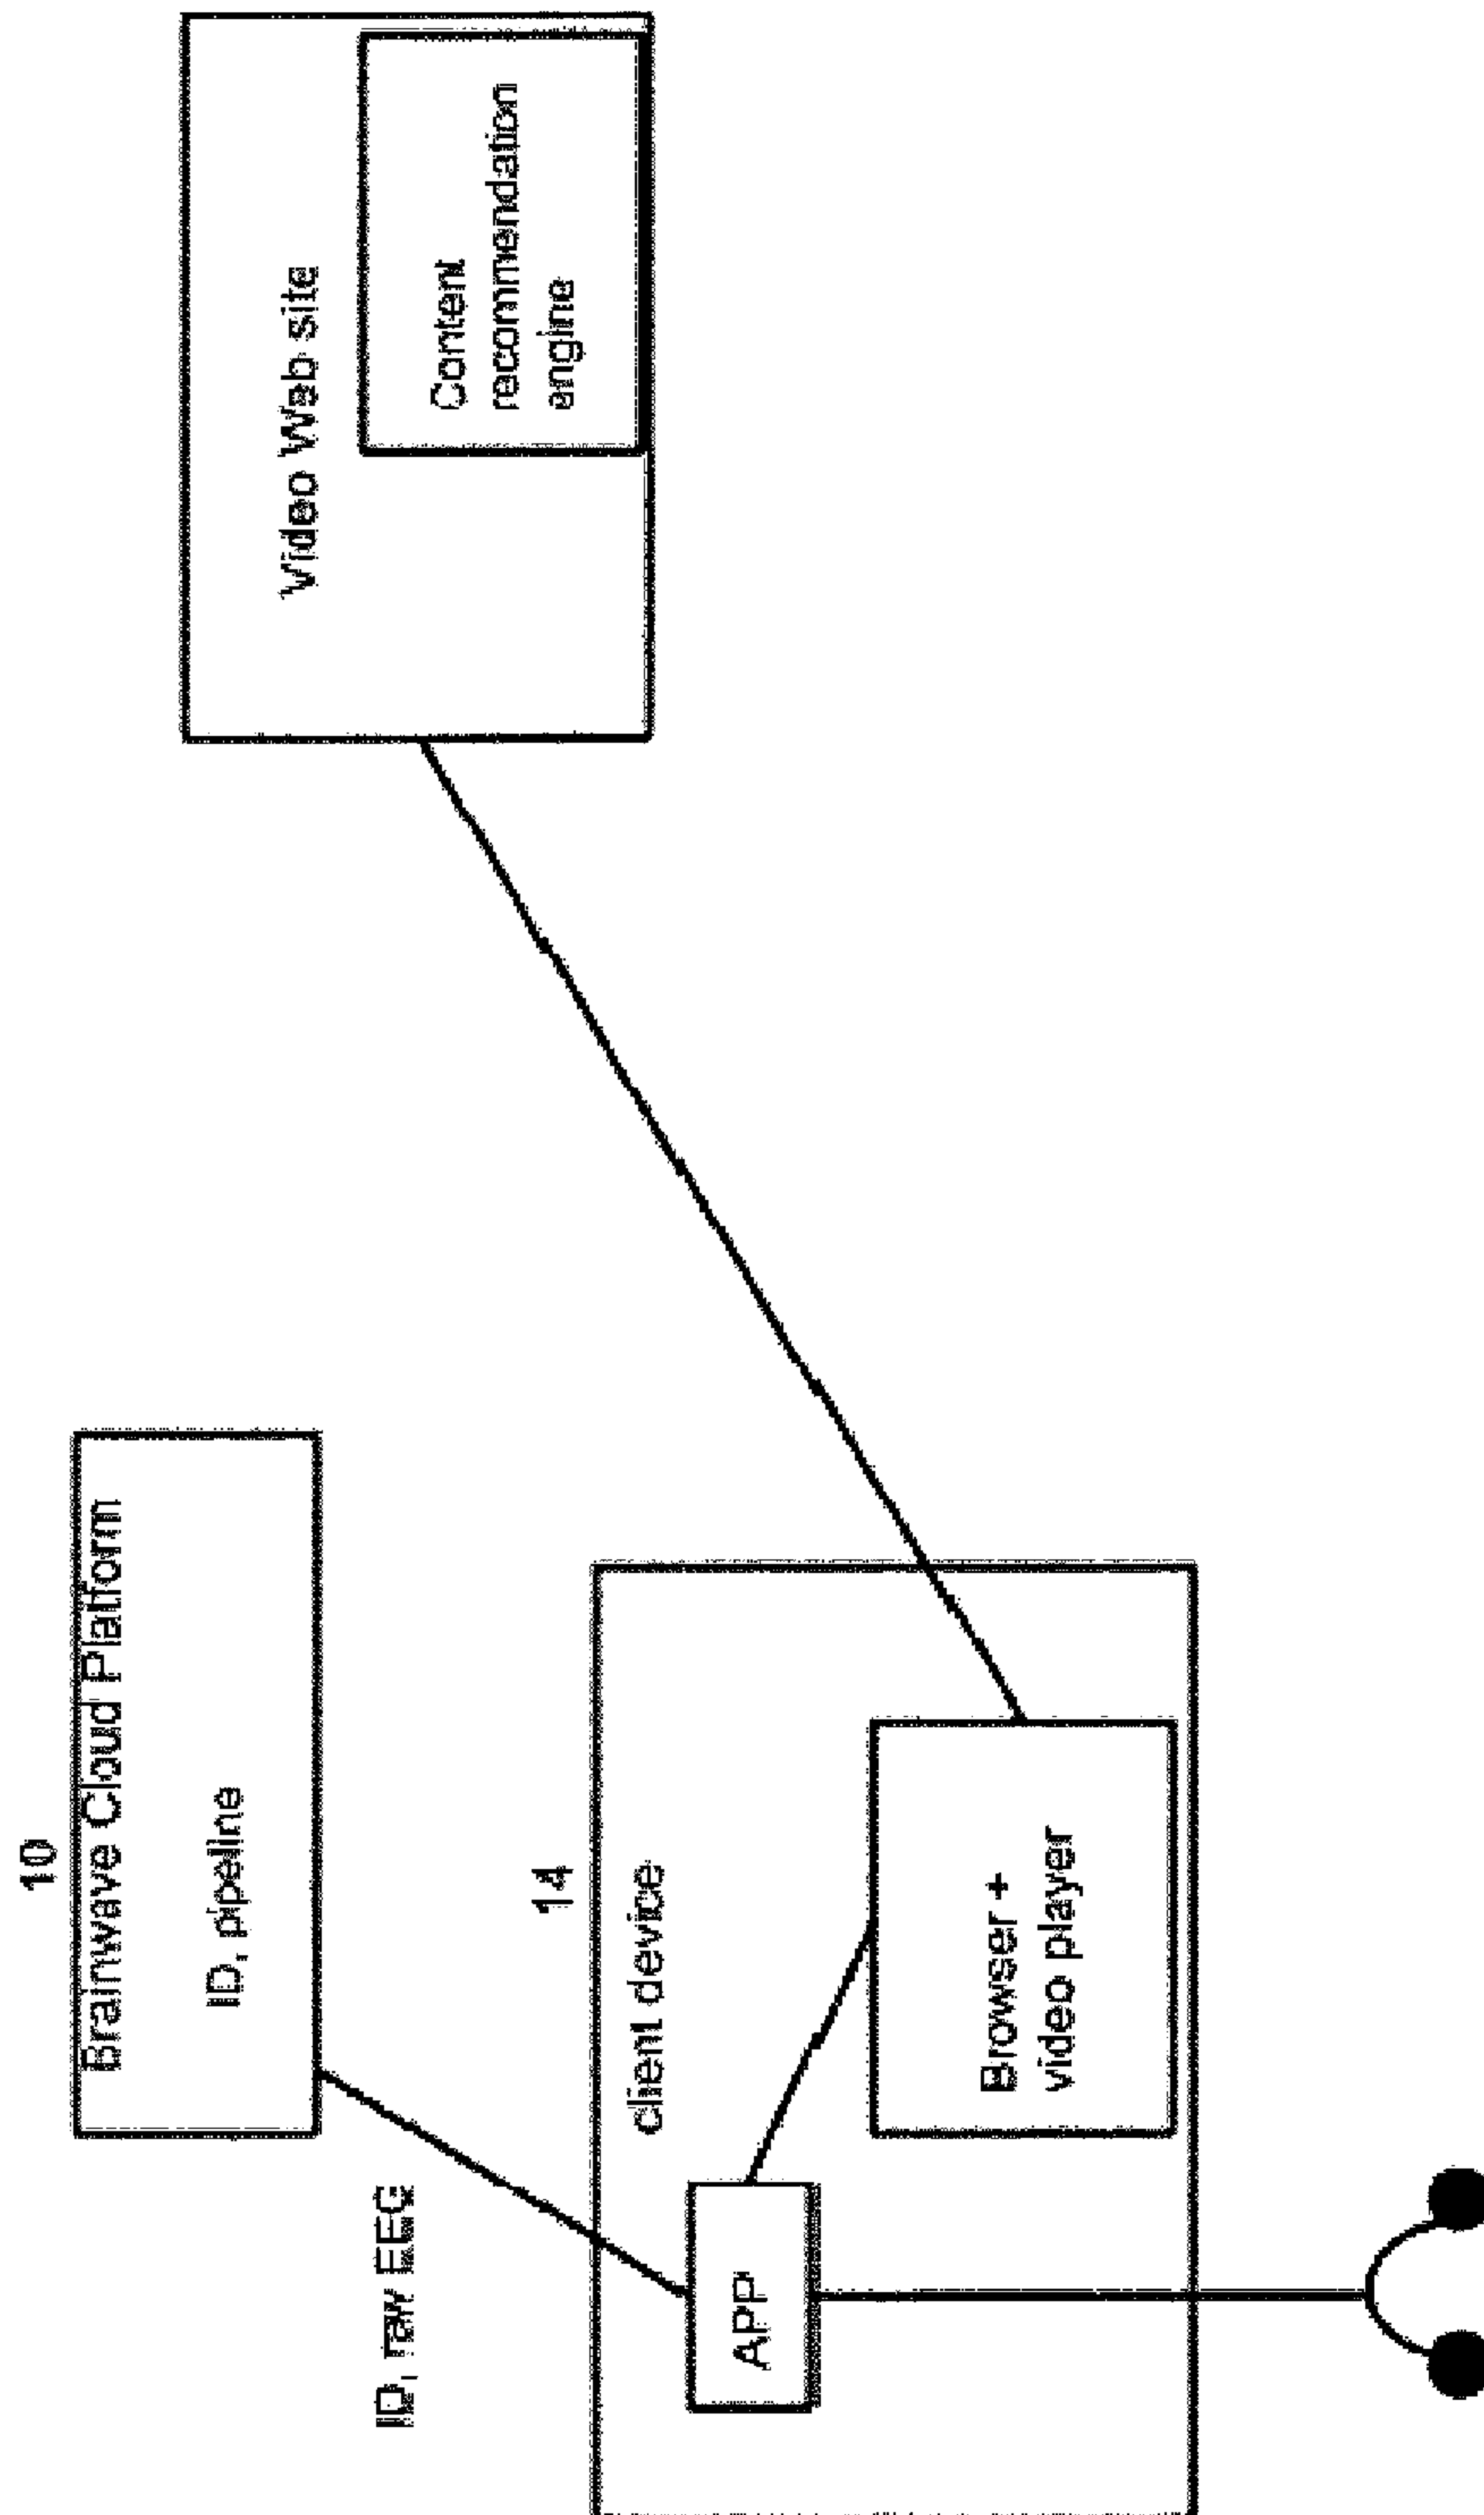 10
Brainwave Cloud Platform
ID, pipeline
ID, raw EEG
14
client device
APP
Browser +
video player
Video Web site
Content
recommendation
engine